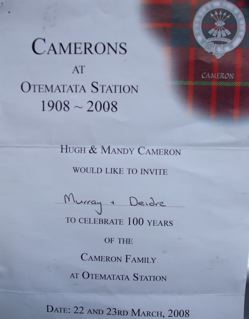 CAMERONS
AT
OTEMATATA STATION
1908 ~ 2008
CAMERON
HUGH & MANDY CAMERON
WOULD LIKE TO INVITE
Murray + Deidre
TO CELEBRATE 100 YEARS
OF THE
CAMERON FAMILY
AT OTEMATATA STATION
DATE: 22 AND 23RD MARCH, 2008